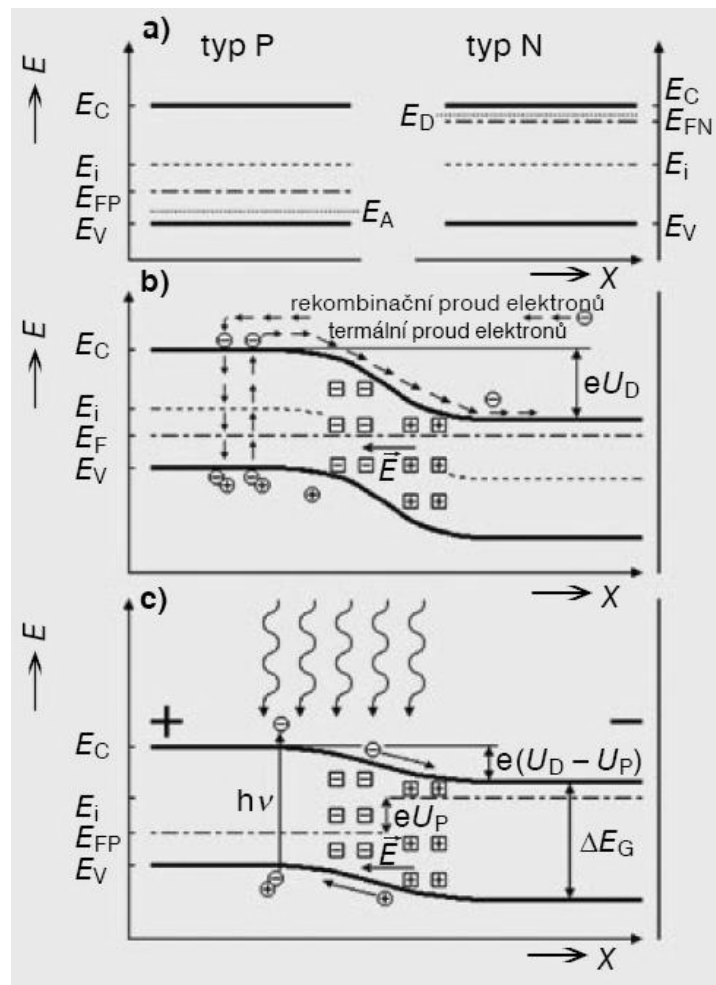 a)
typ P
typ N
E
E_C
E_i
E_FP
E_V
E_A
E_D
E_C
E_FN
E_i
E_V
X
b)
rekombinační proud elektronů
termální proud elektronů
E
E_C
E_i
E_F
E_V
eU_D
E
X
c)
E
+
−
E_C
E_i
E_FP
E_V
hν
e(U_D − U_P)
eU_P
E
ΔE_G
X